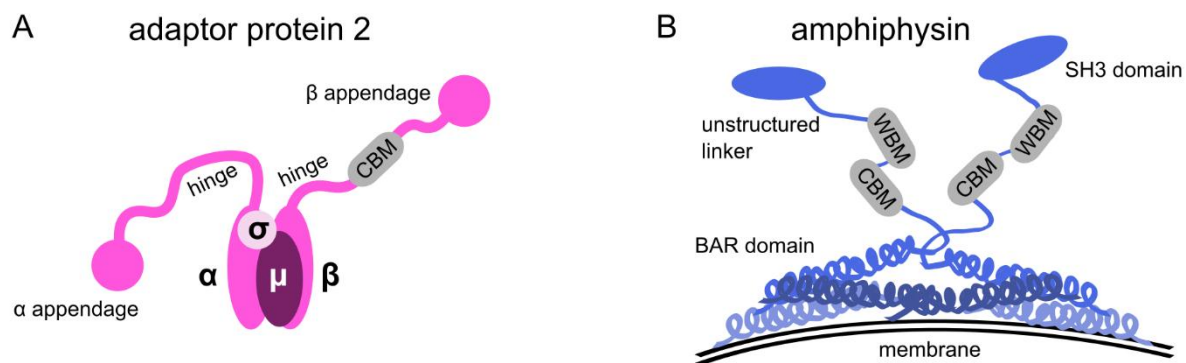 A adaptor protein 2
β appendage
hinge
hinge
CBM
σ
α
μ
β
α appendage
B amphiphysin
SH3 domain
unstructured
linker
WBM
WBM
CBM
CBM
BAR domain
membrane